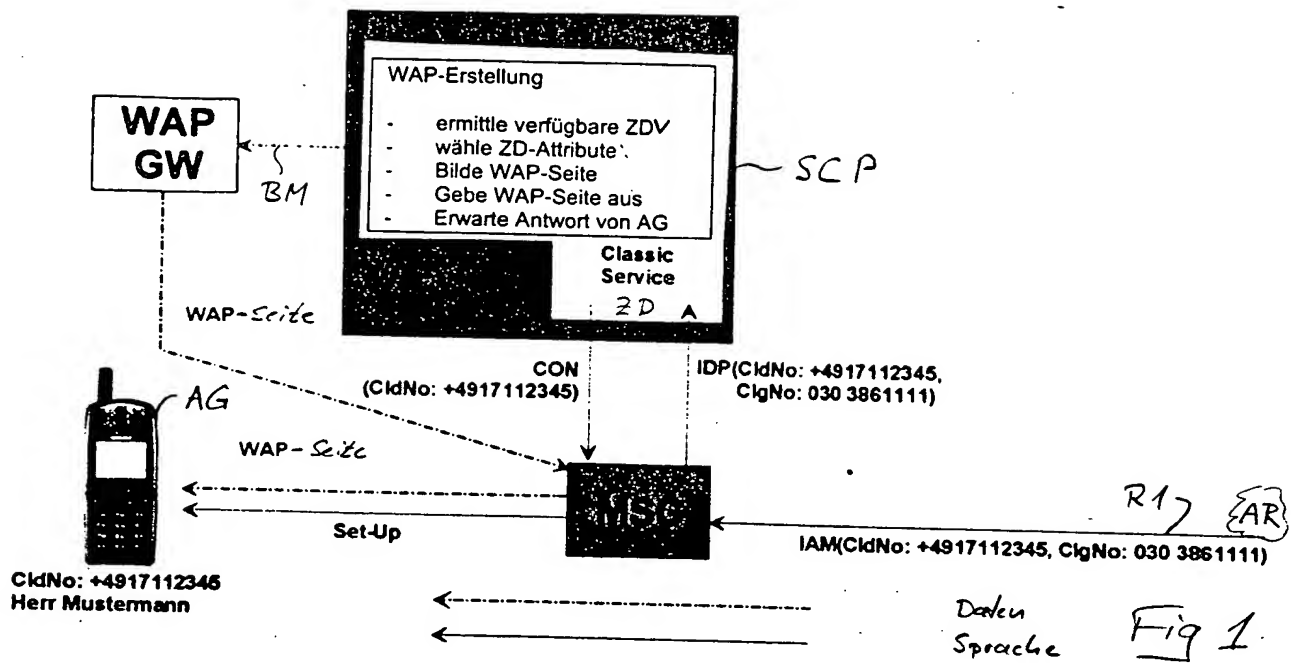 WAP-Erstellung
- ermittle verfügbare ZDV
- wähle ZD-Attribute
- Bilde WAP-Seite
- Gebe WAP-Seite aus
- Erwarte Antwort von AG
Classic
Service
ZD
SCP
WAP
GW
BM
WAP-Seite
CON
(CldNo: +4917112345)
IDP(CldNo: +4917112345,
ClgNo: 030 3861111)
AG
WAP-Seite
MSC
Set-Up
R1
AR
IAM(CldNo: +4917112345, ClgNo: 030 3861111)
CldNo: +4917112345
Herr Mustermann
Daten
Sprache
Fig 1.